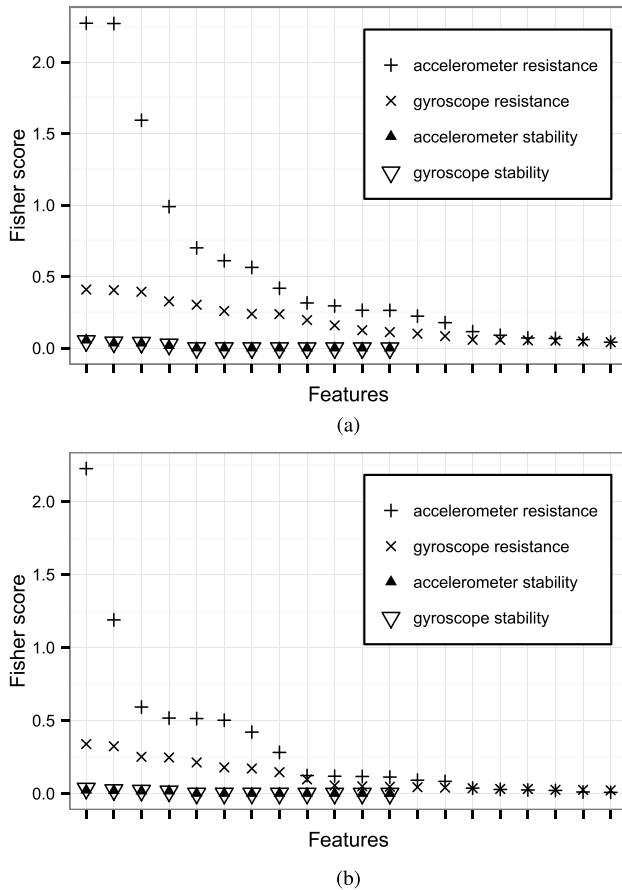 2.0
1.5
1.0
0.5
0.0
Fisher score
accelerometer resistance
gyroscope resistance
accelerometer stability
gyroscope stability
Features
(a)
2.0
1.5
1.0
0.5
0.0
Fisher score
accelerometer resistance
gyroscope resistance
accelerometer stability
gyroscope stability
Features
(b)